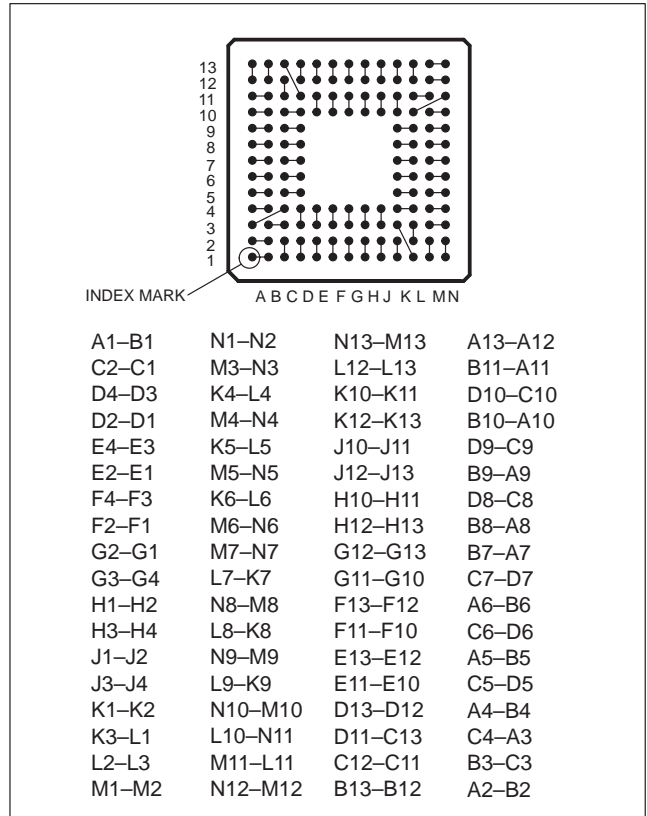 13
12
11
10
9
8
7
6
5
4
3
2
1
INDEX MARK
A B C D E F G H J K L M N
A1–B1 N1–N2 N13–M13 A13–A12
C2–C1 M3–N3 L12–L13 B11–A11
D4–D3 K4–L4 K10–K11 D10–C10
D2–D1 M4–N4 K12–K13 B10–A10
E4–E3 K5–L5 J10–J11 D9–C9
E2–E1 M5–N5 J12–J13 B9–A9
F4–F3 K6–L6 H10–H11 D8–C8
F2–F1 M6–N6 H12–H13 B8–A8
G2–G1 M7–N7 G12–G13 B7–A7
G3–G4 L7–K7 G11–G10 C7–D7
H1–H2 N8–M8 F13–F12 A6–B6
H3–H4 L8–K8 F11–F10 C6–D6
J1–J2 N9–M9 E13–E12 A5–B5
J3–J4 L9–K9 E11–E10 C5–D5
K1–K2 N10–M10 D13–D12 A4–B4
K3–L1 L10–N11 D11–C13 C4–A3
L2–L3 M11–L11 C12–C11 B3–C3
M1–M2 N12–M12 B13–B12 A2–B2